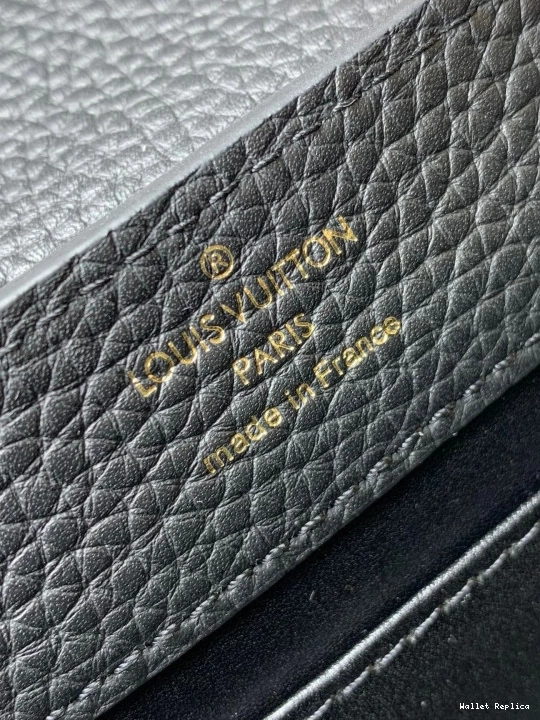 ®
LOUIS VUITTON
PARIS
made in France
Wallet Replica